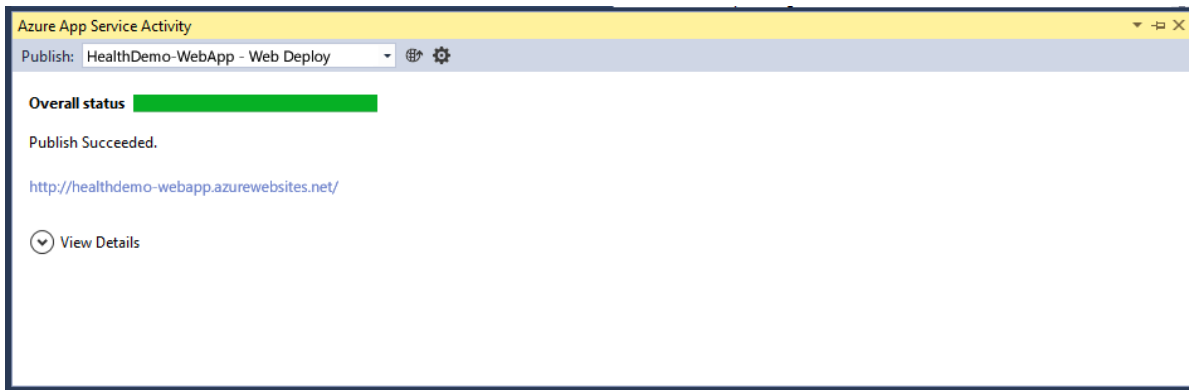 Azure App Service Activity
Publish: HealthDemo-WebApp - Web Deploy
Overall status
Publish Succeeded.
http://healthdemo-webapp.azurewebsites.net/
View Details